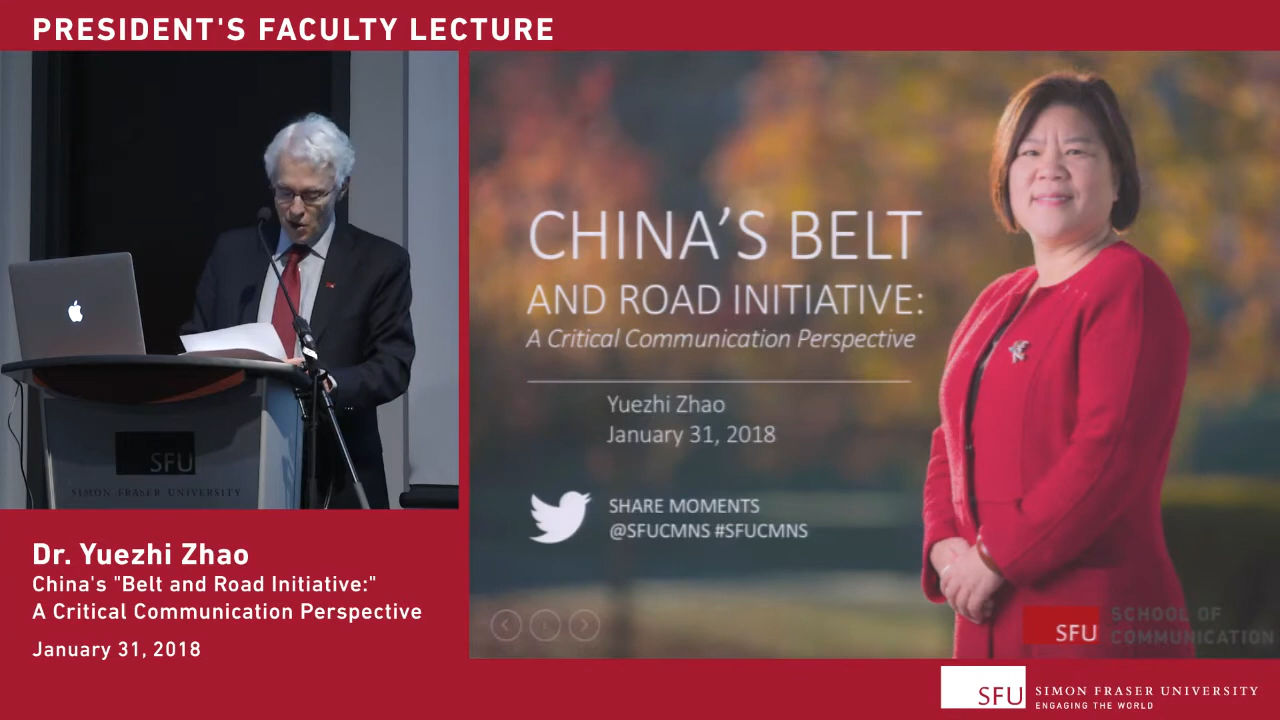 PRESIDENT'S FACULTY LECTURE
SFU
SIMON FRASER UNIVERSITY
CHINA'S BELT
AND ROAD INITIATIVE:
A Critical Communication Perspective
Yuezhi Zhao
January 31, 2018
SHARE MOMENTS
@SFUCMNS #SFUCMNS
SFU
SCHOOL OF
COMMUNICATION
Dr. Yuezhi Zhao
China's "Belt and Road Initiative:"
A Critical Communication Perspective
January 31, 2018
SFU
SIMON FRASER UNIVERSITY
ENGAGING THE WORLD